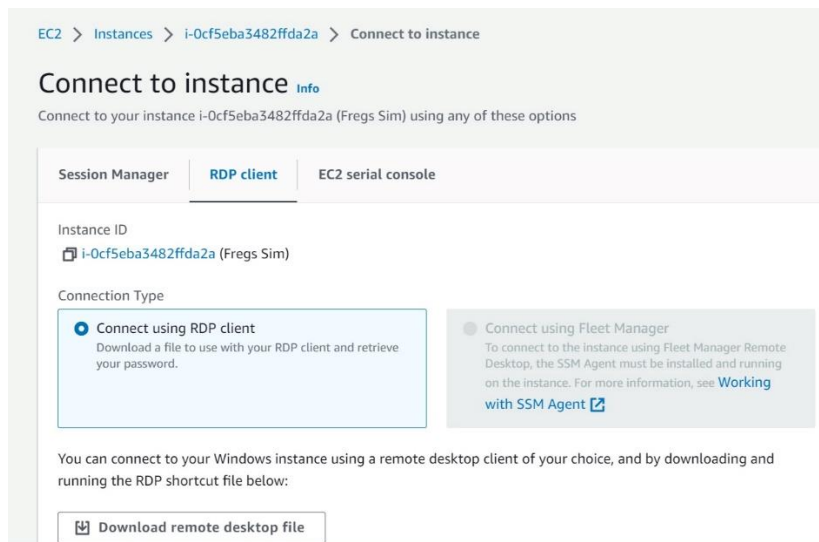 EC2 > Instances > i-0cf5eba3482ffda2a > Connect to instance
Connect to instance Info
Connect to your instance i-0cf5eba3482ffda2a (Fregs Sim) using any of these options
Session Manager RDP client EC2 serial console
Instance ID
i-0cf5eba3482ffda2a (Fregs Sim)
Connection Type
Connect using RDP client
Download a file to use with your RDP client and retrieve
your password.
Connect using Fleet Manager
To connect to the instance using Fleet Manager Remote
Desktop, the SSM Agent must be installed and running
on the instance. For more information, see Working
with SSM Agent
You can connect to your Windows instance using a remote desktop client of your choice, and by downloading and
running the RDP shortcut file below:
Download remote desktop file